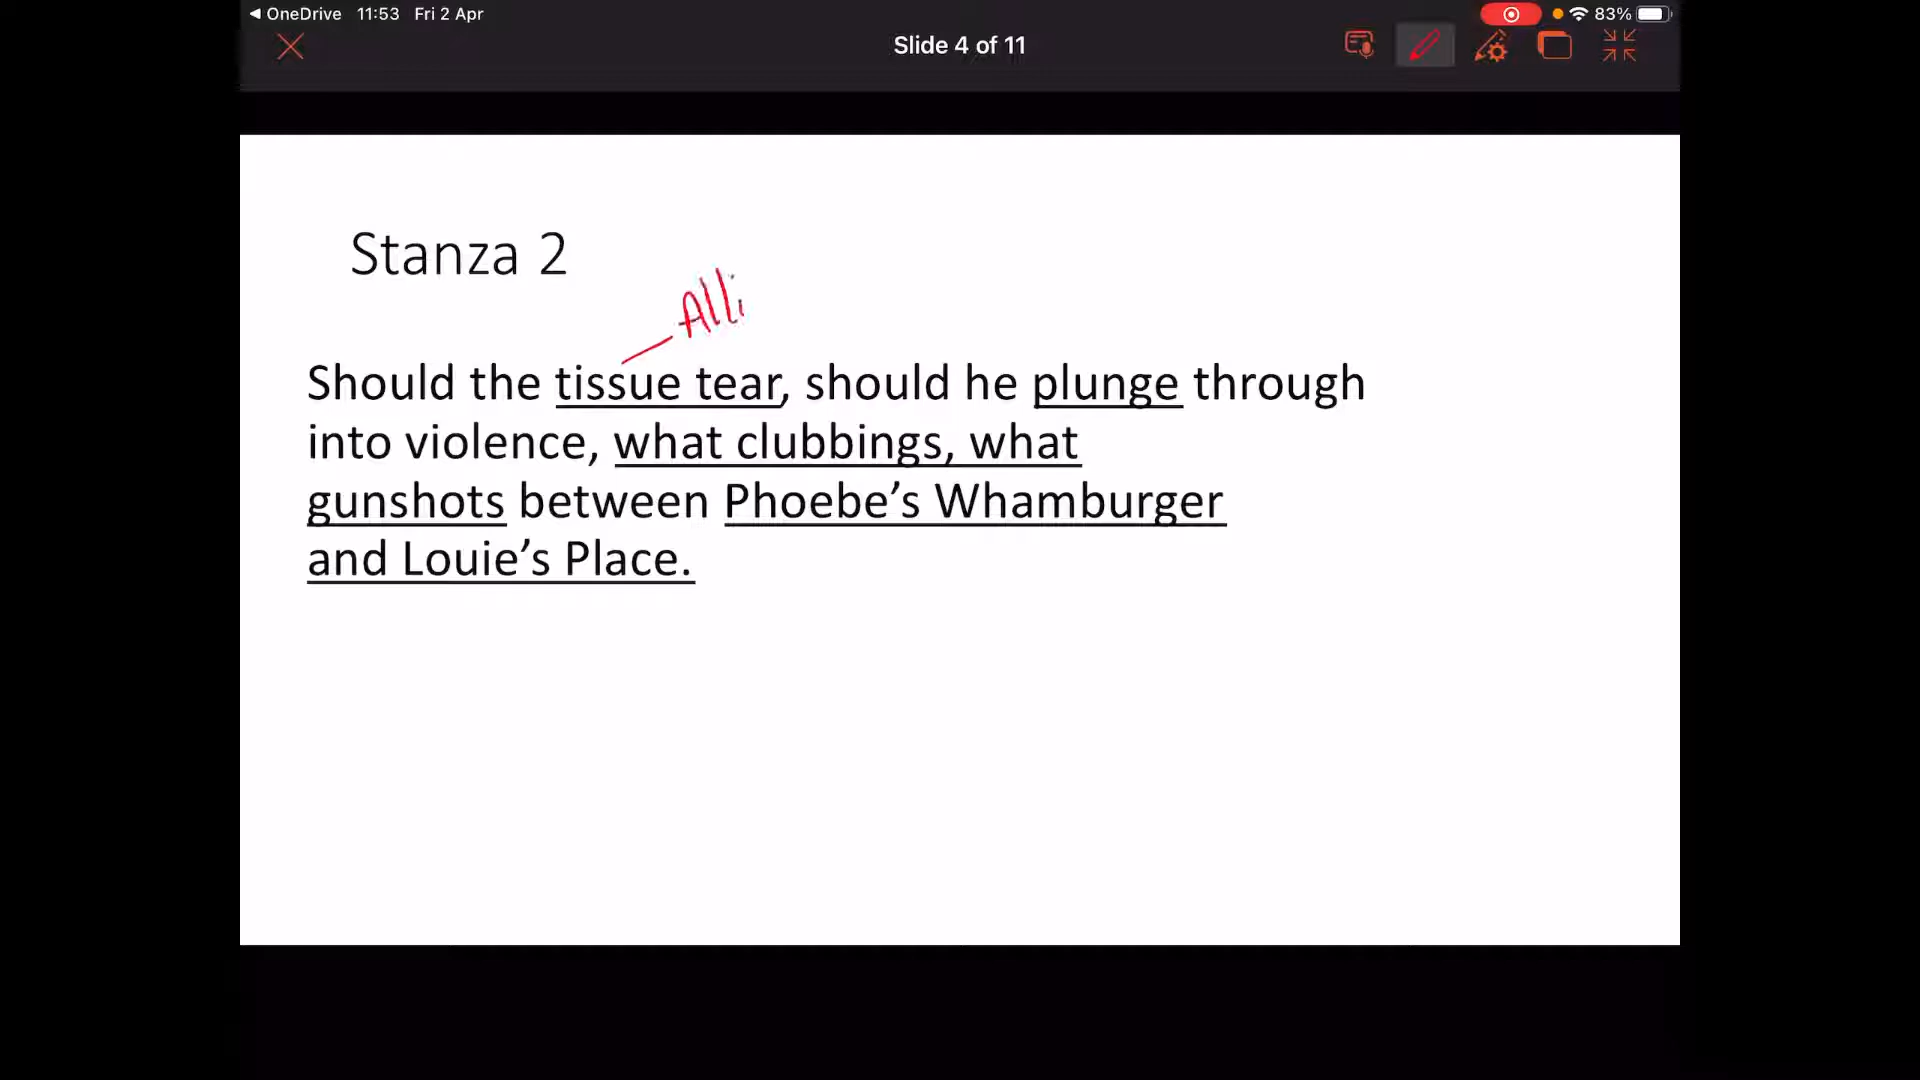 ◀ OneDrive 11:53 Fri 2 Apr 83%
Slide 4 of 11
Stanza 2
Alli
Should the tissue tear, should he plunge through
into violence, what clubbings, what
gunshots between Phoebe’s Whamburger
and Louie’s Place.